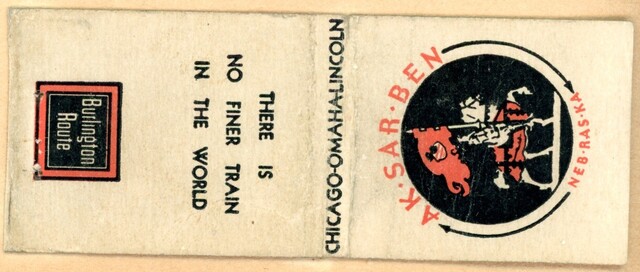 AK·SAR·BEN
NEB·RAS·KA
CHICAGO-OMAHA-LINCOLN
THERE IS
NO FINER TRAIN
IN THE WORLD
Burlington
Route